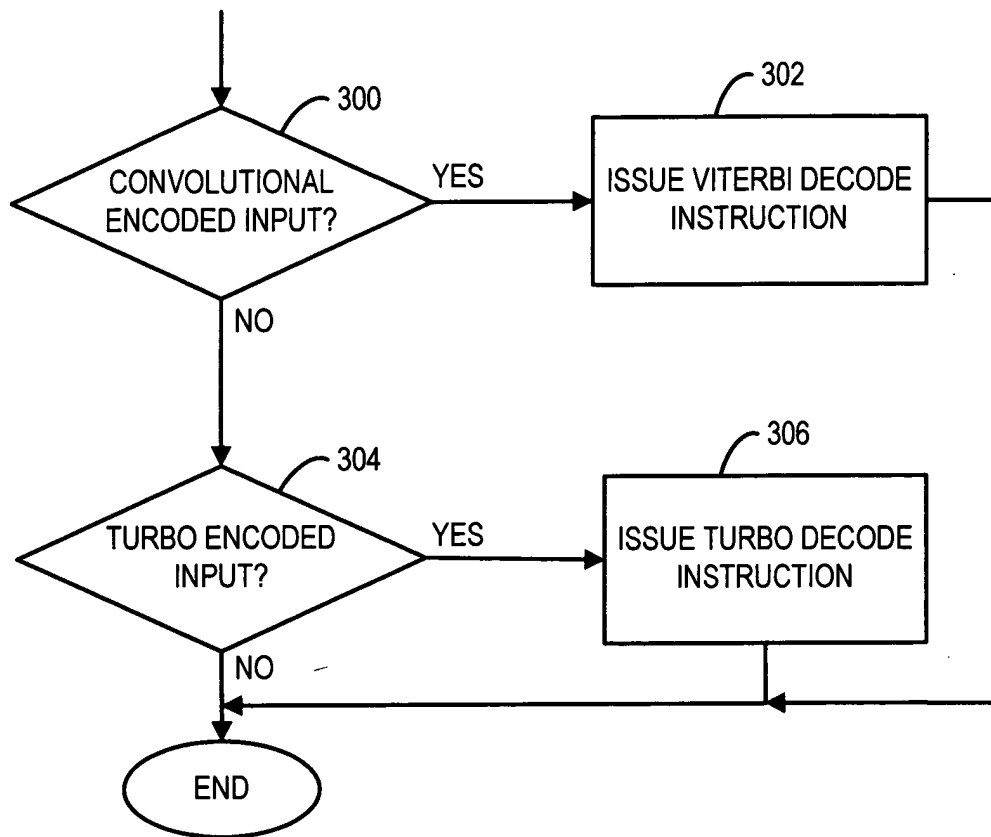 300
CONVOLUTIONAL
ENCODED INPUT?
YES
302
ISSUE VITERBI DECODE
INSTRUCTION
NO
304
TURBO ENCODED
INPUT?
YES
306
ISSUE TURBO DECODE
INSTRUCTION
NO
END